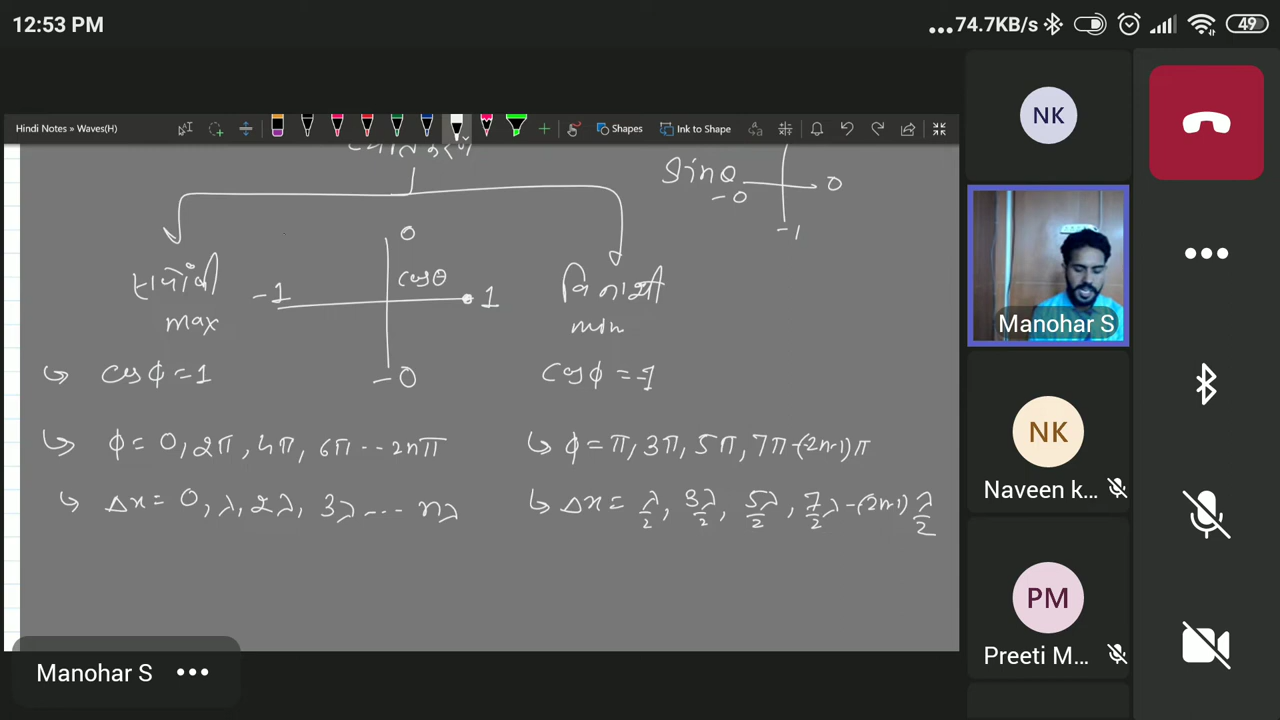 12:53 PM
...74.7KB/s 49
Hindi Notes » Waves(H)
Shapes
Ink to Shape
NK
sinθ
-0 0
-1
0
cosθ
-1 1
-0
max
min
Manohar S
cosϕ = 1
cosϕ = -1
ϕ = 0, 2π, 4π, 6π ... 2nπ
ϕ = π, 3π, 5π, 7π - (2n-1)π
Δx = 0, λ, 2λ, 3λ .... nλ
Δx = λ/2, 3λ/2, 5λ/2, 7/2 λ - (2n-1) λ/2
NK
Naveen k...
PM
Preeti M...
Manohar S